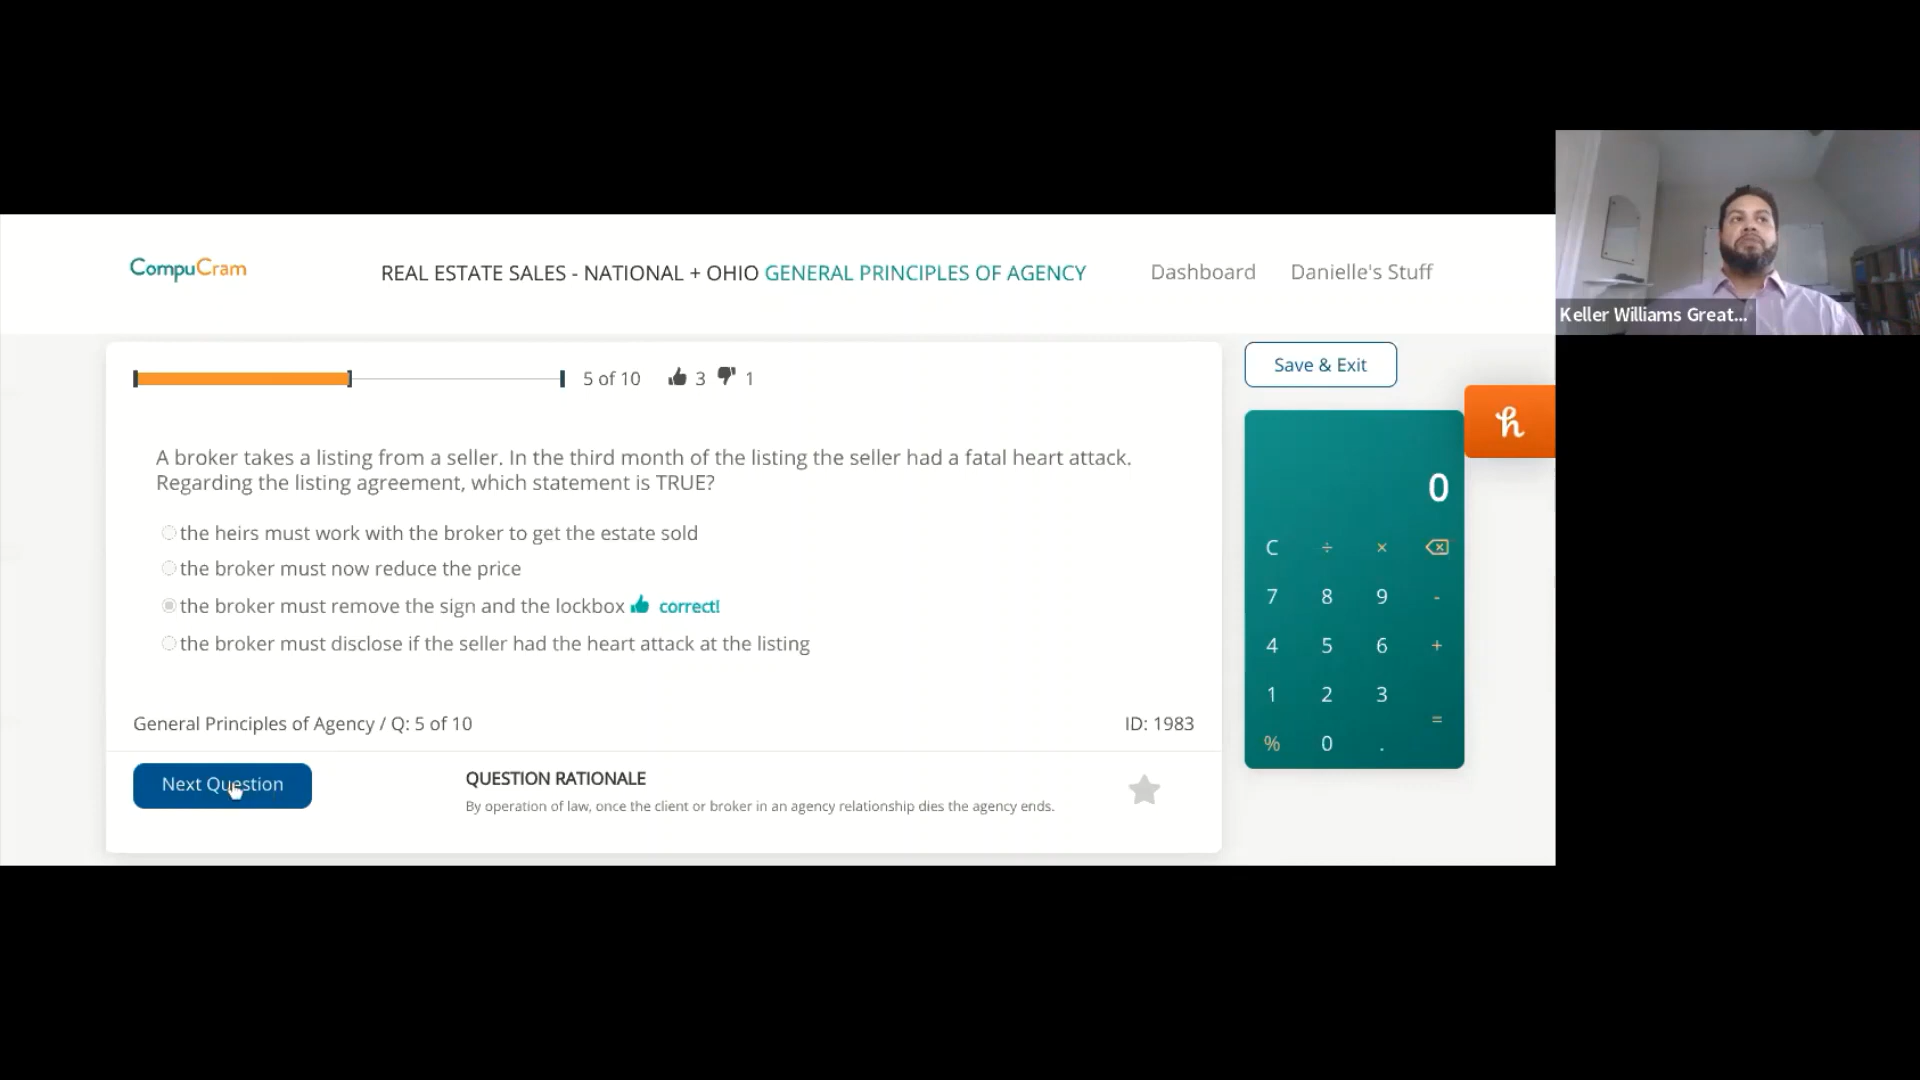 CompuCram
REAL ESTATE SALES - NATIONAL + OHIO GENERAL PRINCIPLES OF AGENCY
Dashboard
Danielle's Stuff
Keller Williams Great...
5 of 10
3
1
Save & Exit
A broker takes a listing from a seller. In the third month of the listing the seller had a fatal heart attack.
Regarding the listing agreement, which statement is TRUE?
the heirs must work with the broker to get the estate sold
the broker must now reduce the price
the broker must remove the sign and the lockbox correct!
the broker must disclose if the seller had the heart attack at the listing
General Principles of Agency / Q: 5 of 10
ID: 1983
Next Question
QUESTION RATIONALE
By operation of law, once the client or broker in an agency relationship dies the agency ends.
h
0
C ÷ ×
7 8 9 -
4 5 6 +
1 2 3
=
% 0 .